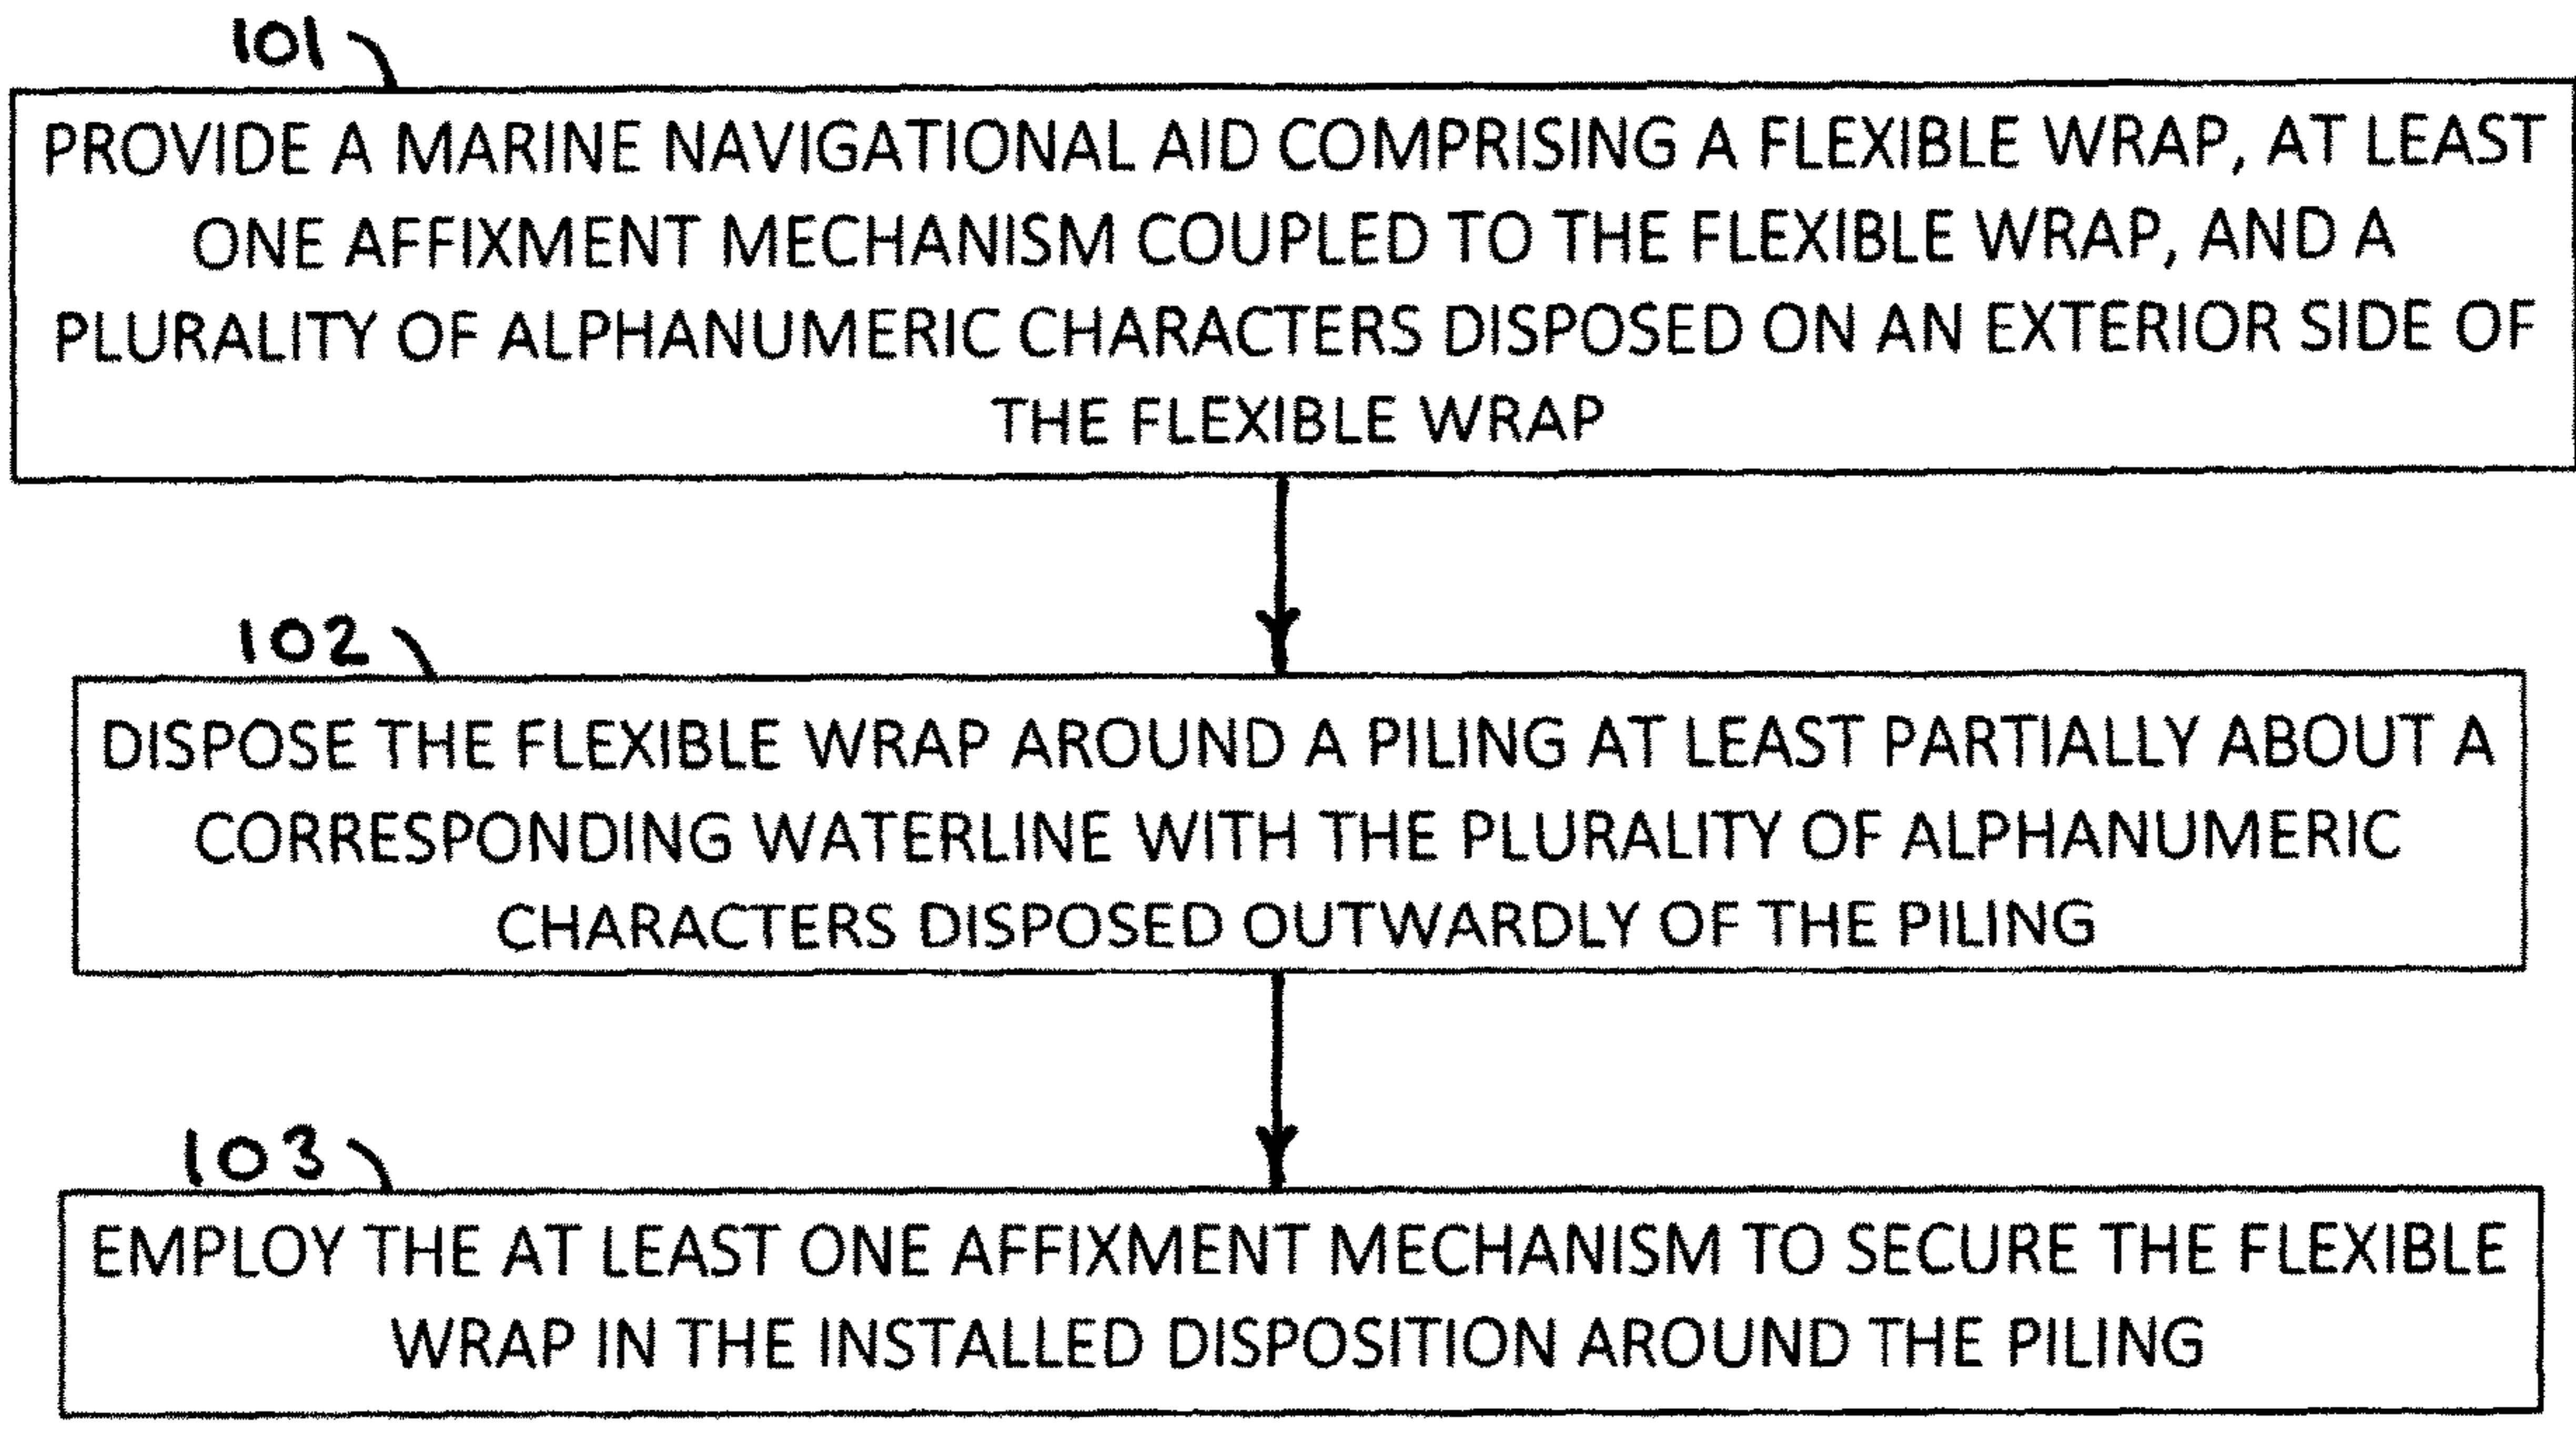 101
PROVIDE A MARINE NAVIGATIONAL AID COMPRISING A FLEXIBLE WRAP, AT LEAST
ONE AFFIXMENT MECHANISM COUPLED TO THE FLEXIBLE WRAP, AND A
PLURALITY OF ALPHANUMERIC CHARACTERS DISPOSED ON AN EXTERIOR SIDE OF
THE FLEXIBLE WRAP
102
DISPOSE THE FLEXIBLE WRAP AROUND A PILING AT LEAST PARTIALLY ABOUT A
CORRESPONDING WATERLINE WITH THE PLURALITY OF ALPHANUMERIC
CHARACTERS DISPOSED OUTWARDLY OF THE PILING
103
EMPLOY THE AT LEAST ONE AFFIXMENT MECHANISM TO SECURE THE FLEXIBLE
WRAP IN THE INSTALLED DISPOSITION AROUND THE PILING